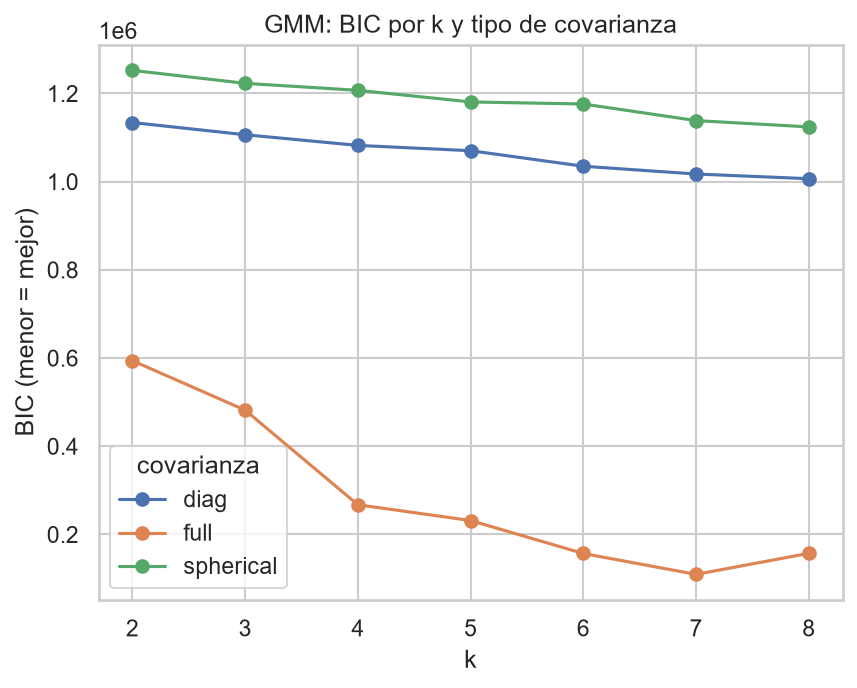 GMM: BIC por k y tipo de covarianza
1e6
1.2
1.0
0.8
0.6
0.4
0.2
BIC (menor = mejor)
covarianza
diag
full
spherical
2 3 4 5 6 7 8
k